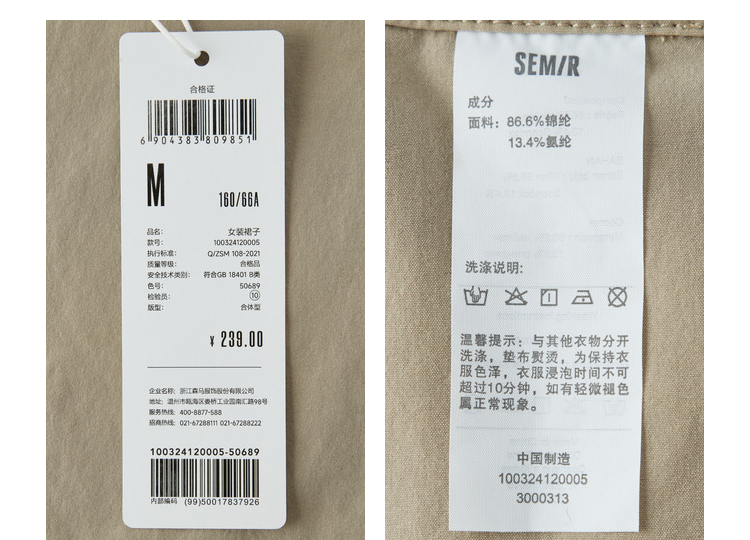 合格证
6 904383 809851
M
160/66A
品名: 女装裙子
款号: 100324120005
执行标准: Q/ZSM 108-2021
质量等级: 合格品
安全技术类别: 符合GB 18401 B类
色号: 50689
检验员: 10
版型: 合体型
¥ 239.00
企业名称: 浙江森马服饰股份有限公司
地址: 温州市瓯海区娄桥工业园南汇路98号
服务热线: 400-8877-588
招商热线: 021-67288111 021-67288222
100324120005-50689
内部编码 (99)50017837926
SEM/R
成分
面料: 86.6%锦纶
13.4%氨纶
洗涤说明:
温馨提示: 与其他衣物分开
洗涤, 垫布熨烫, 为保持衣
服色泽, 衣服浸泡时间不可
超过10分钟, 如有轻微褪色
属正常现象。
中国制造
100324120005
3000313